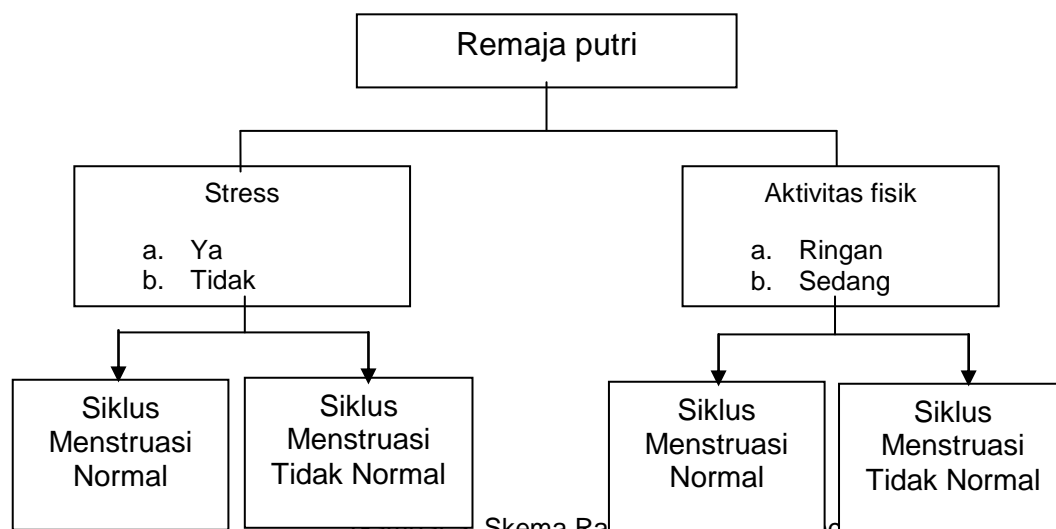 Remaja putri
Stress
a. Ya
b. Tidak
Aktivitas fisik
a. Ringan
b. Sedang
Siklus
Menstruasi
Normal
Siklus
Menstruasi
Tidak Normal
Siklus
Menstruasi
Normal
Siklus
Menstruasi
Tidak Normal
Skema